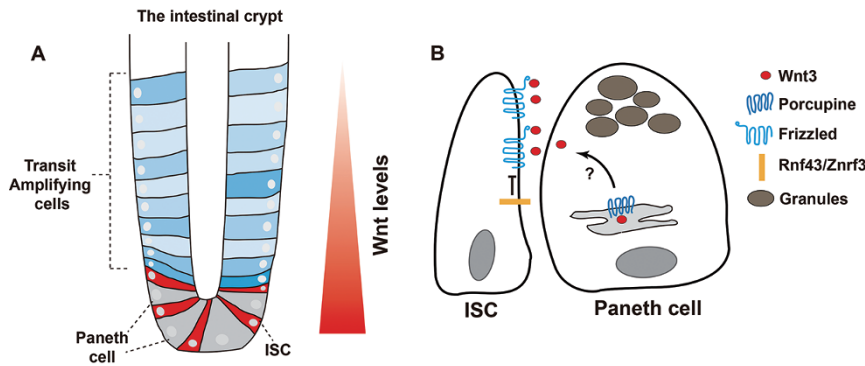 The intestinal crypt
A
Transit
Amplifying
cells
Paneth
cell
ISC
Wnt levels
B
?
ISC
Paneth cell
Wnt3
Porcupine
Frizzled
Rnf43/Znrf3
Granules